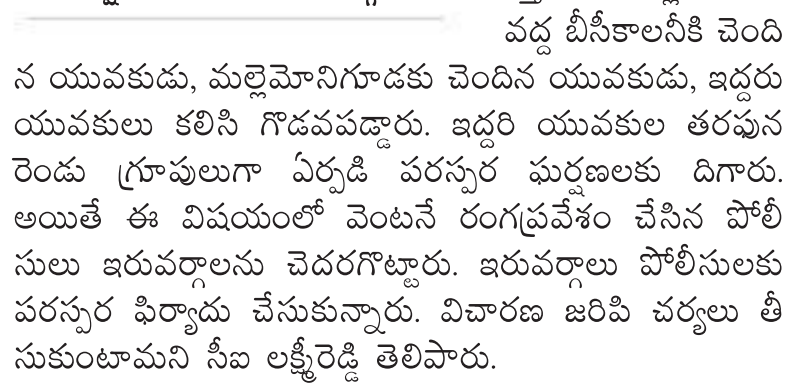 వద్ద బీసీకాలనీకి చెంది
న యువకుడు, మల్లెమోనిగూడకు చెందిన యువకుడు, ఇద్దరు
యువకులు కలిసి గొడవపడ్డారు. ఇద్దరి యువకుల తరఫున
రెండు గ్రూపులుగా ఏర్పడి పరస్పర ఘర్షణలకు దిగారు.
అయితే ఈ విషయంలో వెంటనే రంగప్రవేశం చేసిన పోలీ
సులు ఇరువర్గాలను చెదరగొట్టారు. ఇరువర్గాలు పోలీసులకు
పరస్పర ఫిర్యాదు చేసుకున్నారు. విచారణ జరిపి చర్యలు తీ
సుకుంటామని సీఐ లక్ష్మీరెడ్డి తెలిపారు.